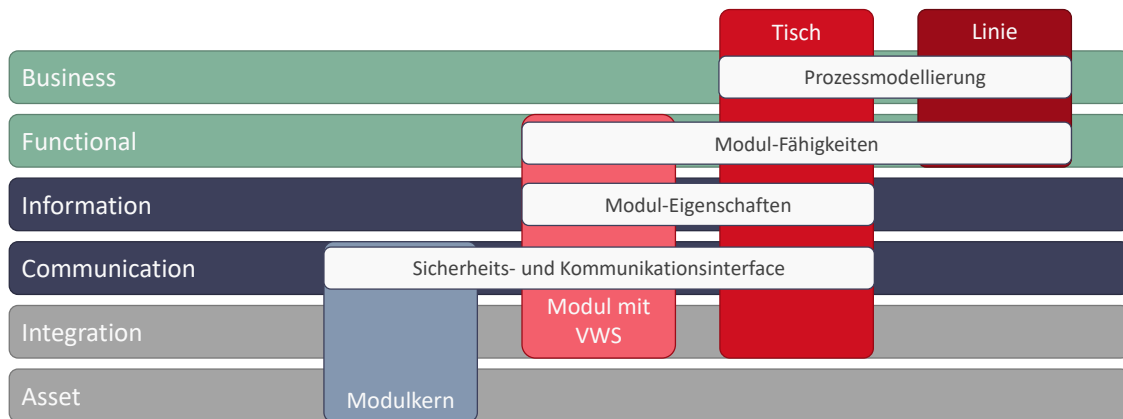 Tisch
Linie
Business
Prozessmodellierung
Functional
Modul-Fähigkeiten
Information
Modul-Eigenschaften
Communication
Sicherheits- und Kommunikationsinterface
Integration
Modul mit
VWS
Asset
Modulkern